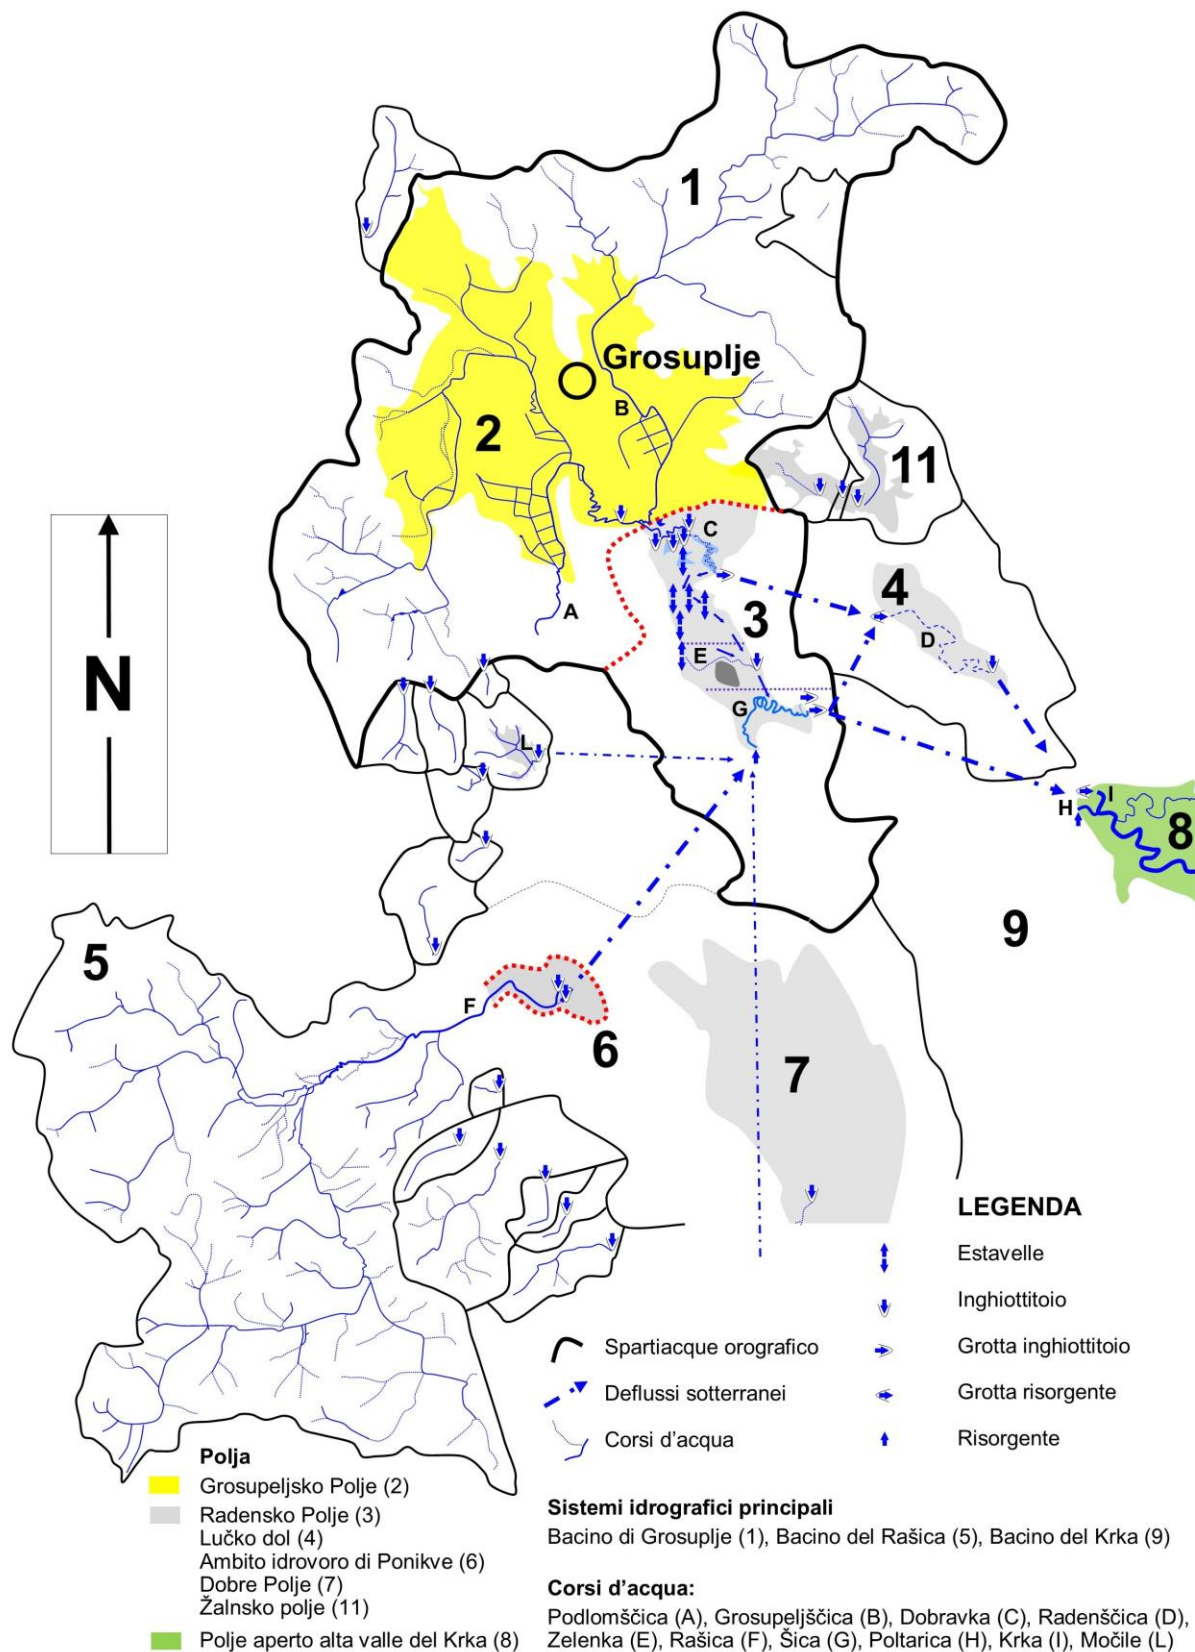 1
Grosuplje
B
2
11
C
4
3
A
D
E
N
G
L
I
H
8
5
9
F
6
7
LEGENDA
Estavelle
Inghiottitoio
Spartiacque orografico
Grotta inghiottitoio
Deflussi sotterranei
Grotta risorgente
Corsi d'acqua
Risorgente
Polja
Grosupeljsko Polje (2)
Radensko Polje (3)
Lučko dol (4)
Ambito idrovoro di Ponikve (6)
Dobre Polje (7)
Žalnsko polje (11)
Polje aperto alta valle del Krka (8)
Sistemi idrografici principali
Bacino di Grosuplje (1), Bacino del Rašica (5), Bacino del Krka (9)
Corsi d'acqua:
Podlomščica (A), Grosupeljščica (B), Dobravka (C), Radenščica (D),
Zelenka (E), Rašica (F), Šica (G), Poltarica (H), Krka (I), Močile (L)